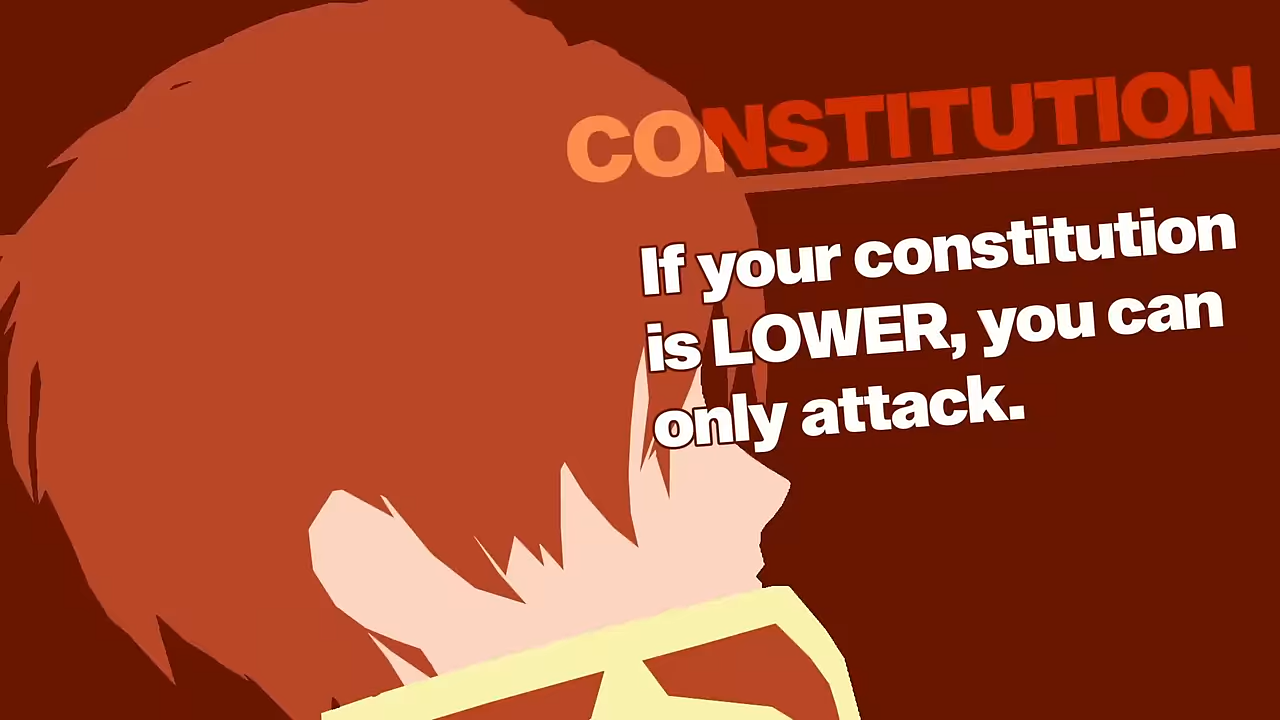 CONSTITUTION
If your constitution
is LOWER, you can
only attack.